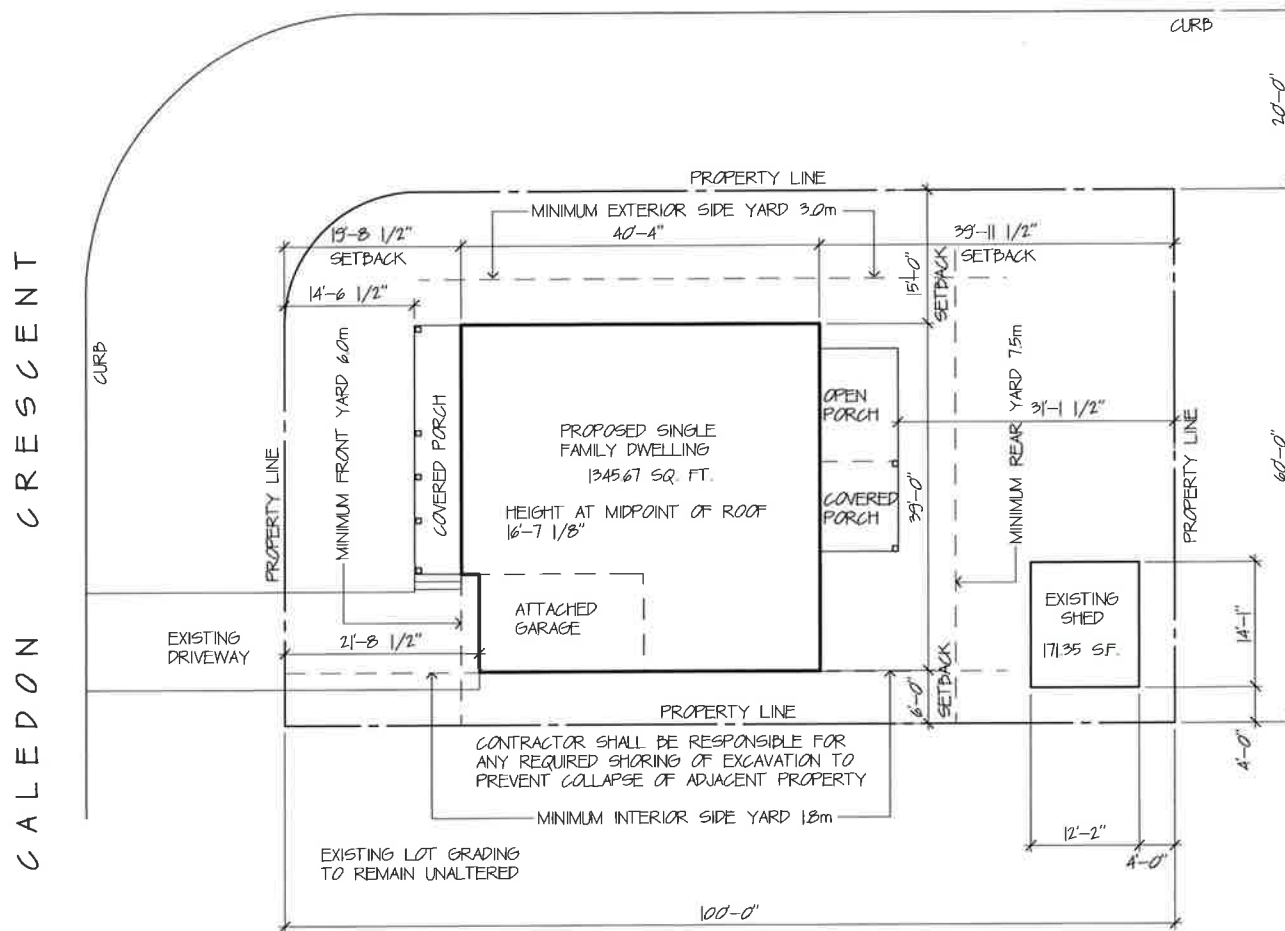 CURB
20'-0"
PROPERTY LINE
MINIMUM EXTERIOR SIDE YARD 3.0m
19'-8 1/2"
SETBACK
40'-4"
39'-11 1/2"
SETBACK
14'-6 1/2"
15'-0"
SETBACK
CALEDON CRESCENT
CURB
PROPERTY LINE
MINIMUM FRONT YARD 6.0m
COVERED PORCH
PROPOSED SINGLE
FAMILY DWELLING
1345.67 SQ. FT.
HEIGHT AT MIDPOINT OF ROOF
16'-7 1/8"
OPEN
PORCH
COVERED
PORCH
39'-0"
MINIMUM REAR YARD 7.5m
31'-1 1/2"
PROPERTY LINE
60'-0"
EXISTING
DRIVEWAY
21'-8 1/2"
ATTACHED
GARAGE
EXISTING
SHED
171.35 SF.
14'-1"
6'-0"
SETBACK
PROPERTY LINE
CONTRACTOR SHALL BE RESPONSIBLE FOR
ANY REQUIRED SHORING OF EXCAVATION TO
PREVENT COLLAPSE OF ADJACENT PROPERTY
4'-0"
MINIMUM INTERIOR SIDE YARD 1.8m
12'-2"
4'-0"
EXISTING LOT GRADING
TO REMAIN UNALTERED
100'-0"